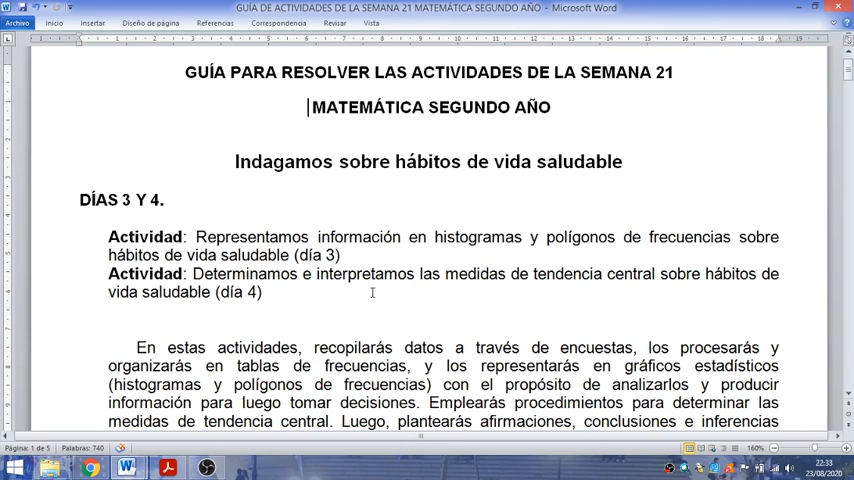 GUÍA DE ACTIVIDADES DE LA SEMANA 21 MATEMÁTICA SEGUNDO AÑO - Microsoft Word
Archivo Inicio Insertar Diseño de página Referencias Correspondencia Revisar Vista
GUÍA PARA RESOLVER LAS ACTIVIDADES DE LA SEMANA 21
MATEMÁTICA SEGUNDO AÑO
Indagamos sobre hábitos de vida saludable
DÍAS 3 Y 4.
Actividad: Representamos información en histogramas y polígonos de frecuencias sobre
hábitos de vida saludable (día 3)
Actividad: Determinamos e interpretamos las medidas de tendencia central sobre hábitos de
vida saludable (día 4)
En estas actividades, recopilarás datos a través de encuestas, los procesarás y
organizarás en tablas de frecuencias, y los representarás en gráficos estadísticos
(histogramas y polígonos de frecuencias) con el propósito de analizarlos y producir
información para luego tomar decisiones. Emplearás procedimientos para determinar las
medidas de tendencia central. Luego, plantearás afirmaciones, conclusiones e inferencias
Página: 1 de 5 Palabras: 740 160%
22:33
23/08/2020